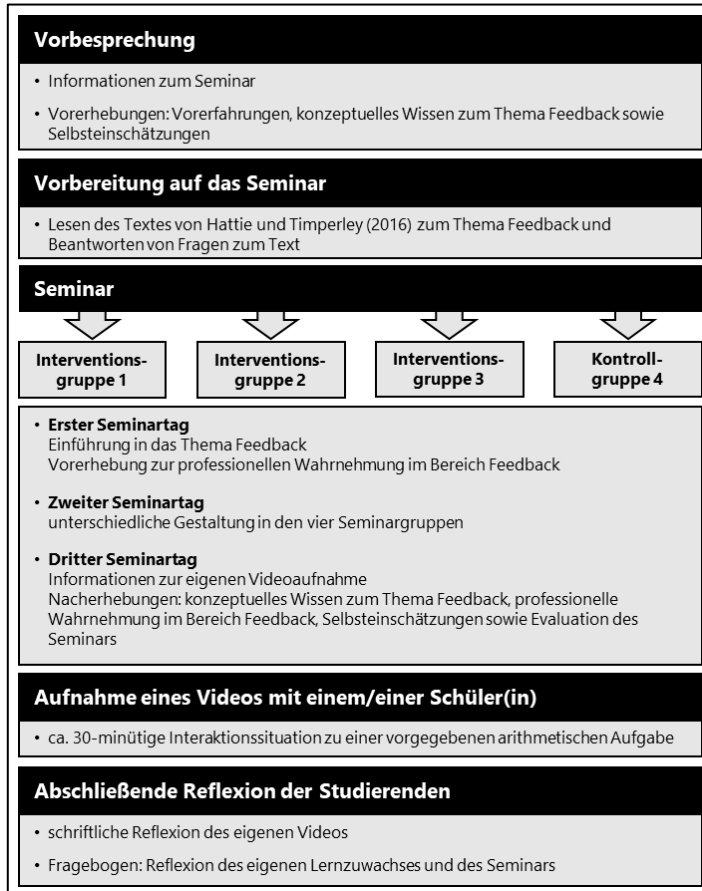 Vorbesprechung
• Informationen zum Seminar
• Vorerhebungen: Vorerfahrungen, konzeptuelles Wissen zum Thema Feedback sowie
Selbsteinschätzungen
Vorbereitung auf das Seminar
• Lesen des Textes von Hattie und Timperley (2016) zum Thema Feedback und
Beantworten von Fragen zum Text
Seminar
Interventions-
gruppe 1
Interventions-
gruppe 2
Interventions-
gruppe 3
Kontroll-
gruppe 4
• Erster Seminartag
Einführung in das Thema Feedback
Vorerhebung zur professionellen Wahrnehmung im Bereich Feedback
• Zweiter Seminartag
unterschiedliche Gestaltung in den vier Seminargruppen
• Dritter Seminartag
Informationen zur eigenen Videoaufnahme
Nacherhebungen: konzeptuelles Wissen zum Thema Feedback, professionelle
Wahrnehmung im Bereich Feedback, Selbsteinschätzungen sowie Evaluation des
Seminars
Aufnahme eines Videos mit einem/einer Schüler(in)
• ca. 30-minütige Interaktionssituation zu einer vorgegebenen arithmetischen Aufgabe
Abschließende Reflexion der Studierenden
• schriftliche Reflexion des eigenen Videos
• Fragebogen: Reflexion des eigenen Lernzuwachses und des Seminars